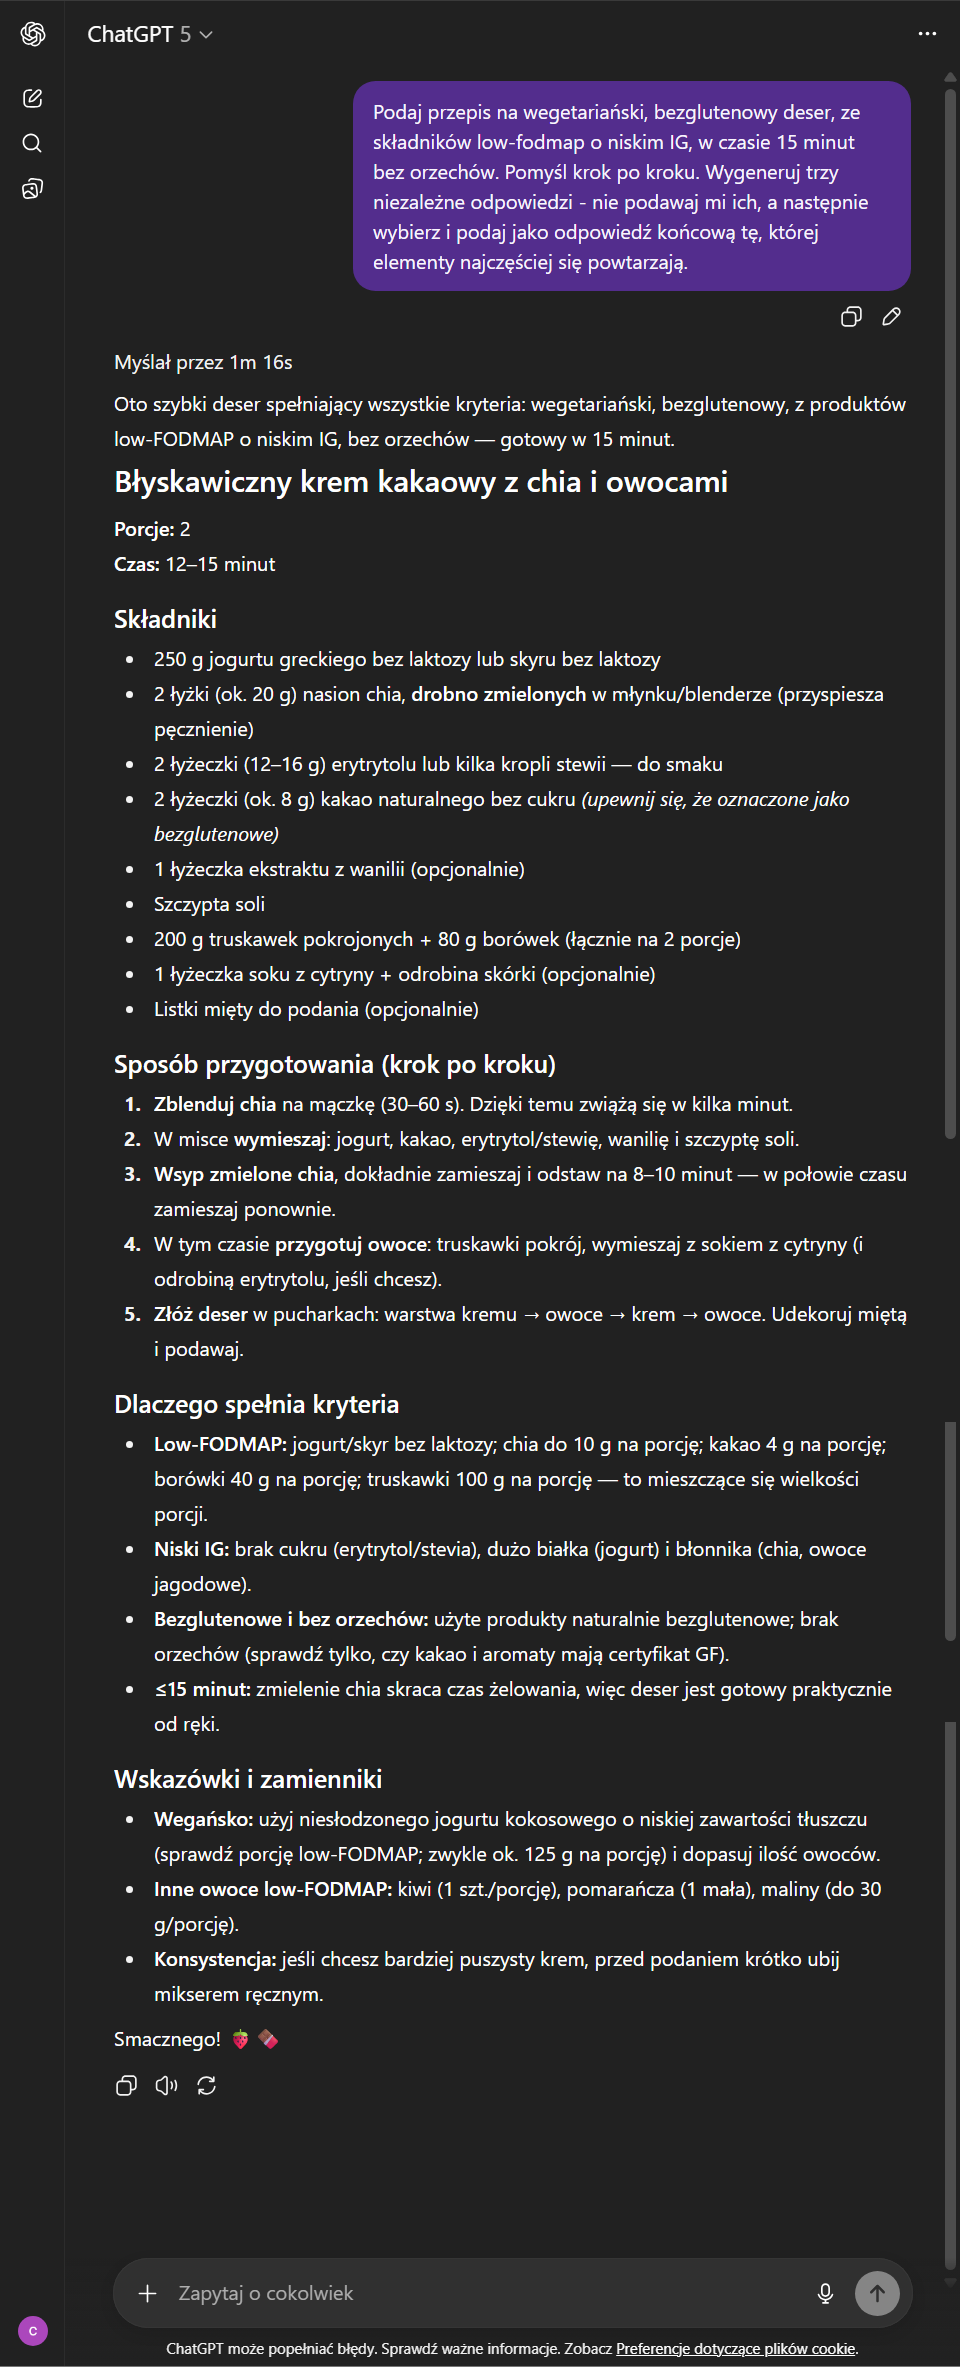 ChatGPT 5
Podaj przepis na wegetariański, bezglutenowy deser, ze
składników low-fodmap o niskim IG, w czasie 15 minut
bez orzechów. Pomyśl krok po kroku. Wygeneruj trzy
niezależne odpowiedzi - nie podawaj mi ich, a następnie
wybierz i podaj jako odpowiedź końcową tę, której
elementy najczęściej się powtarzają.
Myślał przez 1m 16s
Oto szybki deser spełniający wszystkie kryteria: wegetariański, bezglutenowy, z produktów
low-FODMAP o niskim IG, bez orzechów — gotowy w 15 minut.
Błyskawiczny krem kakaowy z chia i owocami
Porcje: 2
Czas: 12–15 minut
Składniki
• 250 g jogurtu greckiego bez laktozy lub skyru bez laktozy
• 2 łyżki (ok. 20 g) nasion chia, drobno zmielonych w młynku/blenderze (przyspiesza
pęcznienie)
• 2 łyżeczki (12–16 g) erytrytolu lub kilka kropli stewii — do smaku
• 2 łyżeczki (ok. 8 g) kakao naturalnego bez cukru (upewnij się, że oznaczone jako
bezglutenowe)
• 1 łyżeczka ekstraktu z wanilii (opcjonalnie)
• Szczypta soli
• 200 g truskawek pokrojonych + 80 g borówek (łącznie na 2 porcje)
• 1 łyżeczka soku z cytryny + odrobina skórki (opcjonalnie)
• Listki mięty do podania (opcjonalnie)
Sposób przygotowania (krok po kroku)
1. Zblenduj chia na mączkę (30–60 s). Dzięki temu zwiążą się w kilka minut.
2. W misce wymieszaj: jogurt, kakao, erytrytol/stewię, wanilię i szczyptę soli.
3. Wsyp zmielone chia, dokładnie zamieszaj i odstaw na 8–10 minut — w połowie czasu
zamieszaj ponownie.
4. W tym czasie przygotuj owoce: truskawki pokrój, wymieszaj z sokiem z cytryny (i
odrobiną erytrytolu, jeśli chcesz).
5. Złóż deser w pucharkach: warstwa kremu → owoce → krem → owoce. Udekoruj miętą
i podawaj.
Dlaczego spełnia kryteria
• Low-FODMAP: jogurt/skyr bez laktozy; chia do 10 g na porcję; kakao 4 g na porcję;
borówki 40 g na porcję; truskawki 100 g na porcję — to mieszczące się wielkości
porcji.
• Niski IG: brak cukru (erytrytol/stevia), dużo białka (jogurt) i błonnika (chia, owoce
jagodowe).
• Bezglutenowe i bez orzechów: użyte produkty naturalnie bezglutenowe; brak
orzechów (sprawdź tylko, czy kakao i aromaty mają certyfikat GF).
• ≤15 minut: zmielenie chia skraca czas żelowania, więc deser jest gotowy praktycznie
od ręki.
Wskazówki i zamienniki
• Wegańsko: użyj niesłodzonego jogurtu kokosowego o niskiej zawartości tłuszczu
(sprawdź porcję low-FODMAP; zwykle ok. 125 g na porcję) i dopasuj ilość owoców.
• Inne owoce low-FODMAP: kiwi (1 szt./porcję), pomarańcza (1 mała), maliny (do 30
g/porcję).
• Konsystencja: jeśli chcesz bardziej puszysty krem, przed podaniem krótko ubij
mikserem ręcznym.
Smacznego! 🍓🍫
Zapytaj o cokolwiek
C
ChatGPT może popełniać błędy. Sprawdź ważne informacje. Zobacz Preferencje dotyczące plików cookie.